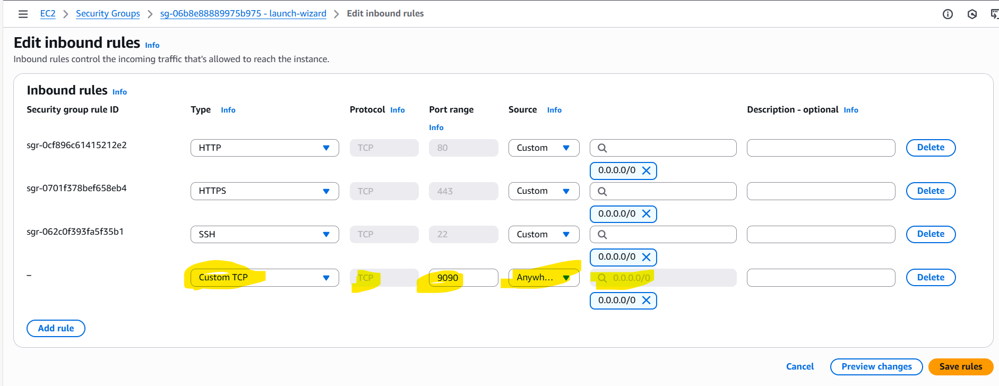 EC2 > Security Groups > sg-06b8e88889975b975 - launch-wizard > Edit inbound rules
Edit inbound rules Info
Inbound rules control the incoming traffic that's allowed to reach the instance.
Inbound rules Info
Security group rule ID Type Info Protocol Info Port range Source Info Description - optional Info
Info
sgr-0cf896c61415212e2 HTTP TCP 80 Custom Delete
0.0.0.0/0
sgr-0701f378bef658eb4 HTTPS TCP 443 Custom Delete
0.0.0.0/0
sgr-062c0f393fa5f35b1 SSH TCP 22 Custom Delete
0.0.0.0/0
– Custom TCP TCP 9090 Anywh... 0.0.0.0/0 Delete
0.0.0.0/0
Add rule
Cancel Preview changes Save rules